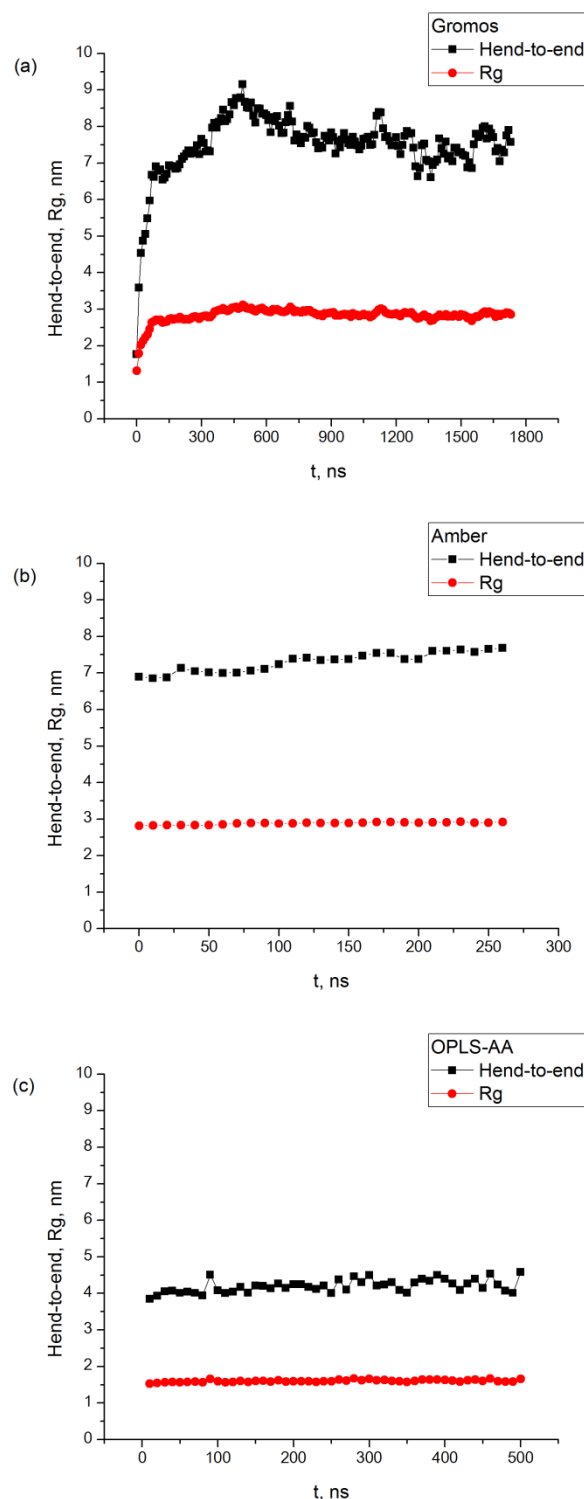 Gromos
(a)
Hend-to-end
Rg
10
9
8
7
6
5
4
3
2
1
0
Hend-to-end, Rg, nm
0 300 600 900 1200 1500 1800
t, ns
Amber
(b)
Hend-to-end
Rg
10
9
8
7
6
5
4
3
2
1
0
Hend-to-end, Rg, nm
0 50 100 150 200 250 300
t, ns
OPLS-AA
(c)
Hend-to-end
Rg
10
9
8
7
6
5
4
3
2
1
0
Hend-to-end, Rg, nm
0 100 200 300 400 500
t, ns